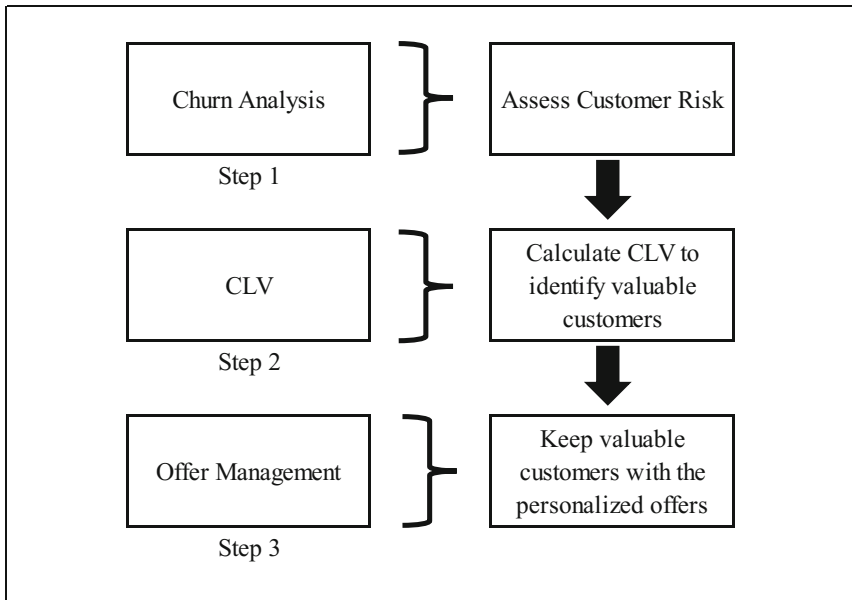 Churn Analysis
Assess Customer Risk
Step 1
CLV
Calculate CLV to
identify valuable
customers
Step 2
Offer Management
Keep valuable
customers with the
personalized offers
Step 3